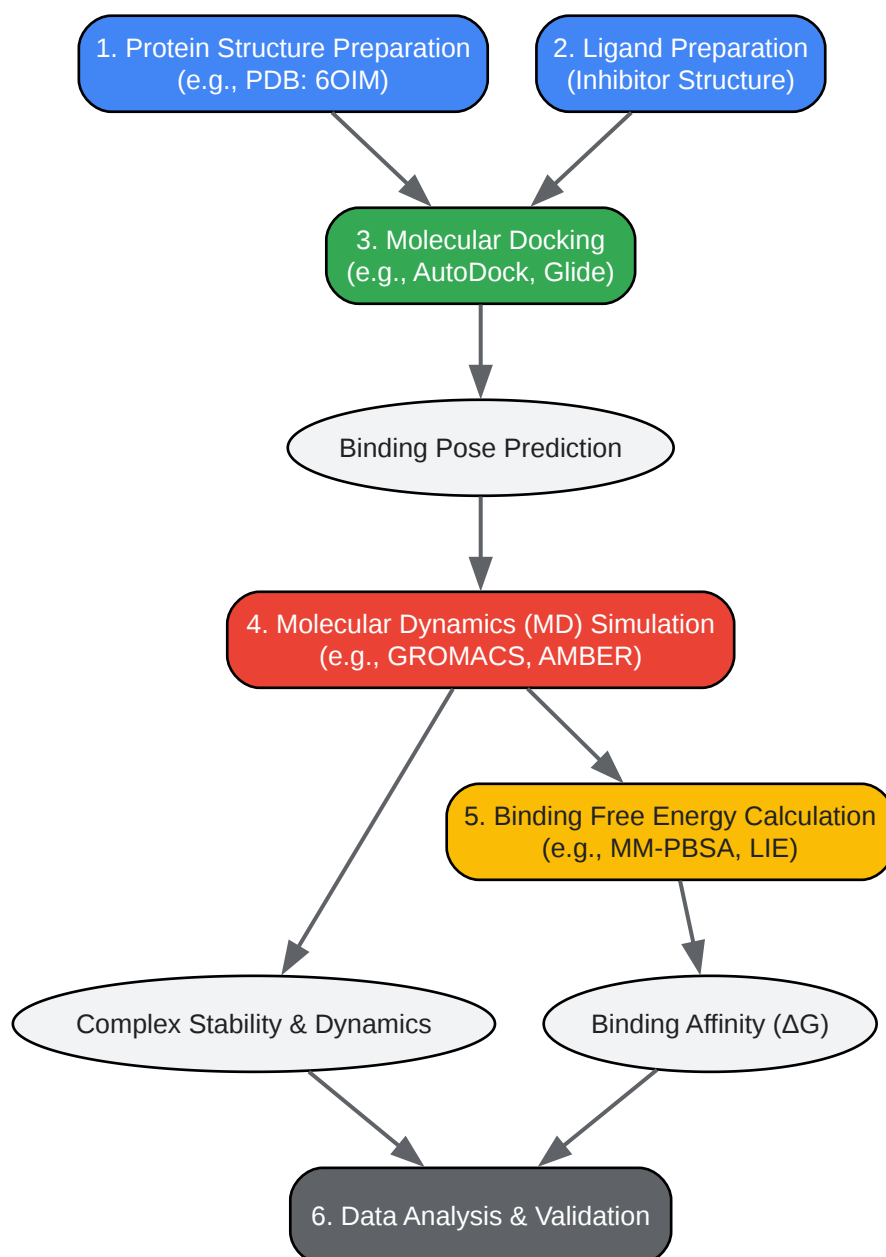 1. Protein Structure Preparation
(e.g., PDB: 6OIM)
2. Ligand Preparation
(Inhibitor Structure)
3. Molecular Docking
(e.g., AutoDock, Glide)
Binding Pose Prediction
4. Molecular Dynamics (MD) Simulation
(e.g., GROMACS, AMBER)
5. Binding Free Energy Calculation
(e.g., MM-PBSA, LIE)
Complex Stability & Dynamics
Binding Affinity (ΔG)
6. Data Analysis & Validation